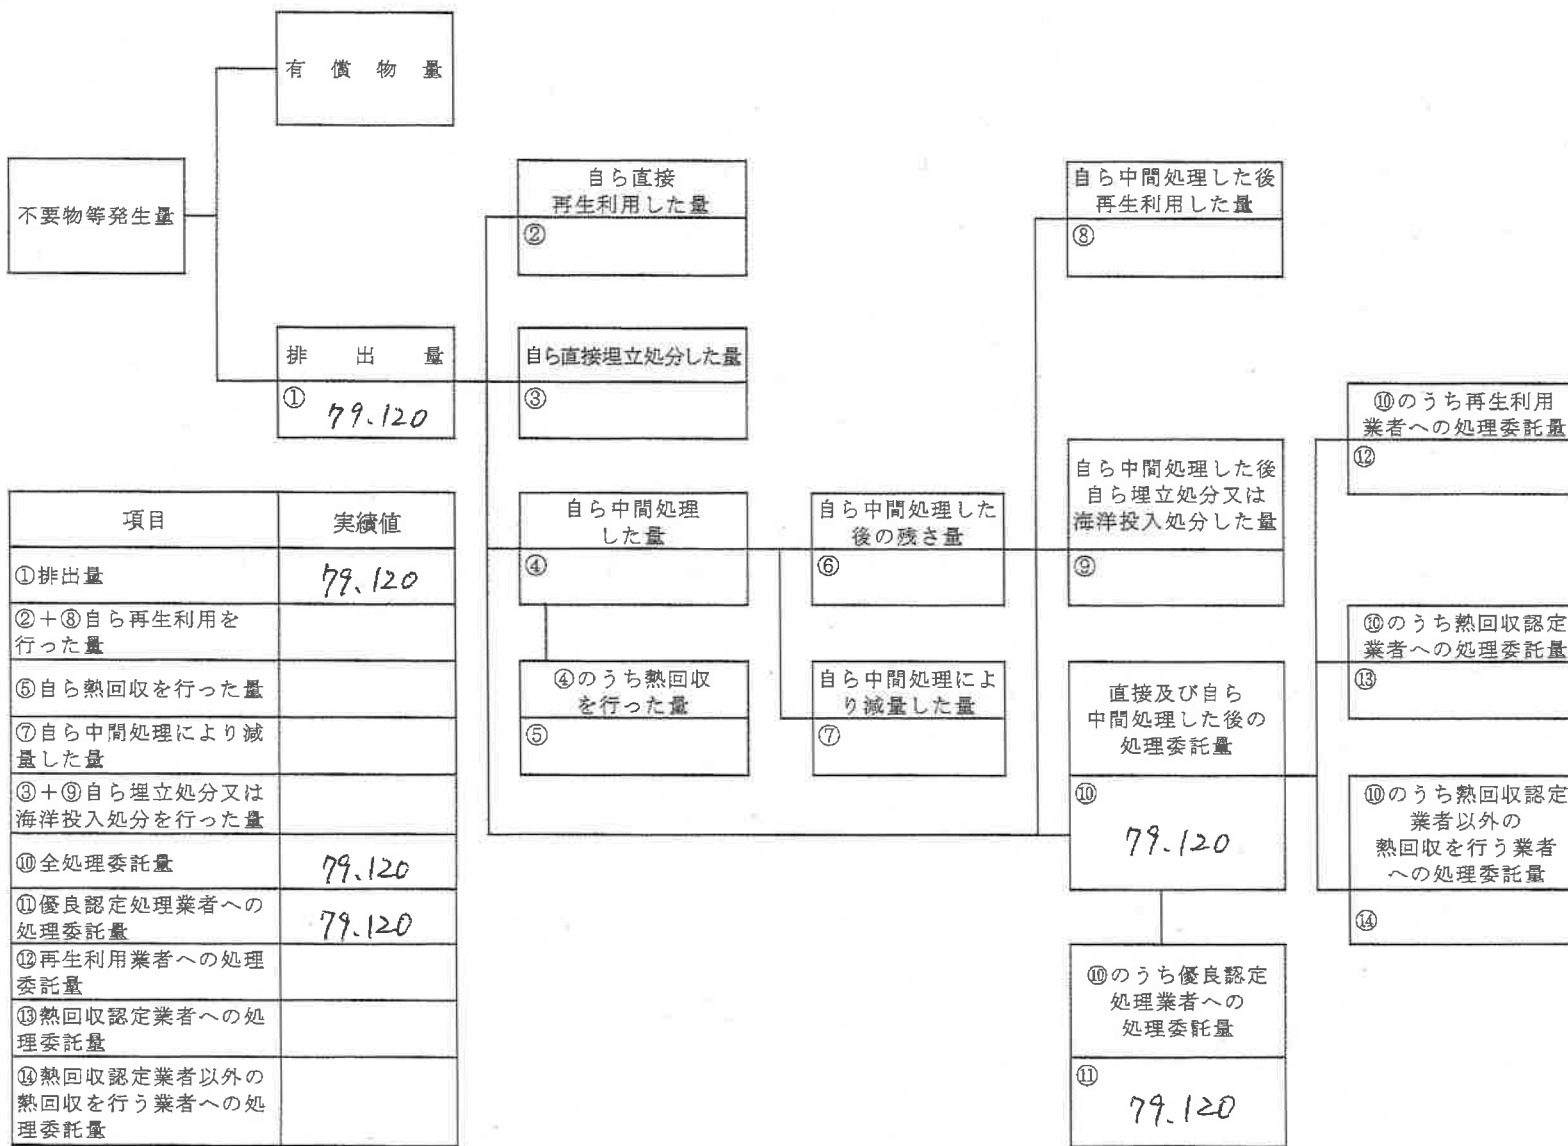 有償物量
不要物等発生量
排出量
① 79.120
自ら直接
再生利用した量
②
自ら直接埋立処分した量
③
自ら中間処理
した量
④
④のうち熱回収
を行った量
⑤
自ら中間処理した
後の残さ量
⑥
自ら中間処理によ
り減量した量
⑦
自ら中間処理した後
再生利用した量
⑧
自ら中間処理した後
自ら埋立処分又は
海洋投入処分した量
⑨
直接及び自ら
中間処理した後の
処理委託量
⑩
79.120
⑩のうち優良認定
処理業者への
処理委託量
⑪
79.120
⑩のうち再生利用
業者への処理委託量
⑫
⑩のうち熱回収認定
業者への処理委託量
⑬
⑩のうち熱回収認定
業者以外の
熱回収を行う業者
への処理委託量
⑭
項目 実績値
①排出量 79.120
②+⑧自ら再生利用を
行った量
⑤自ら熱回収を行った量
⑦自ら中間処理により減
量した量
③+⑨自ら埋立処分又は
海洋投入処分を行った量
⑩全処理委託量 79.120
⑪優良認定処理業者への
処理委託量 79.120
⑫再生利用業者への処理
委託量
⑬熱回収認定業者への処
理委託量
⑭熱回収認定業者以外の
熱回収を行う業者への処
理委託量